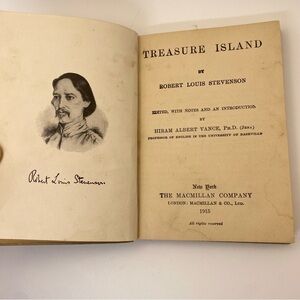 Robert Louis Stevenson
TREASURE ISLAND
BY
ROBERT LOUIS STEVENSON
EDITED, WITH NOTES AND AN INTRODUCTION
BY
HIRAM ALBERT VANCE, PH.D. (JENA)
PROFESSOR OF ENGLISH IN THE UNIVERSITY OF NASHVILLE
New York
THE MACMILLAN COMPANY
LONDON: MACMILLAN & CO., LTD.
1915
All rights reserved